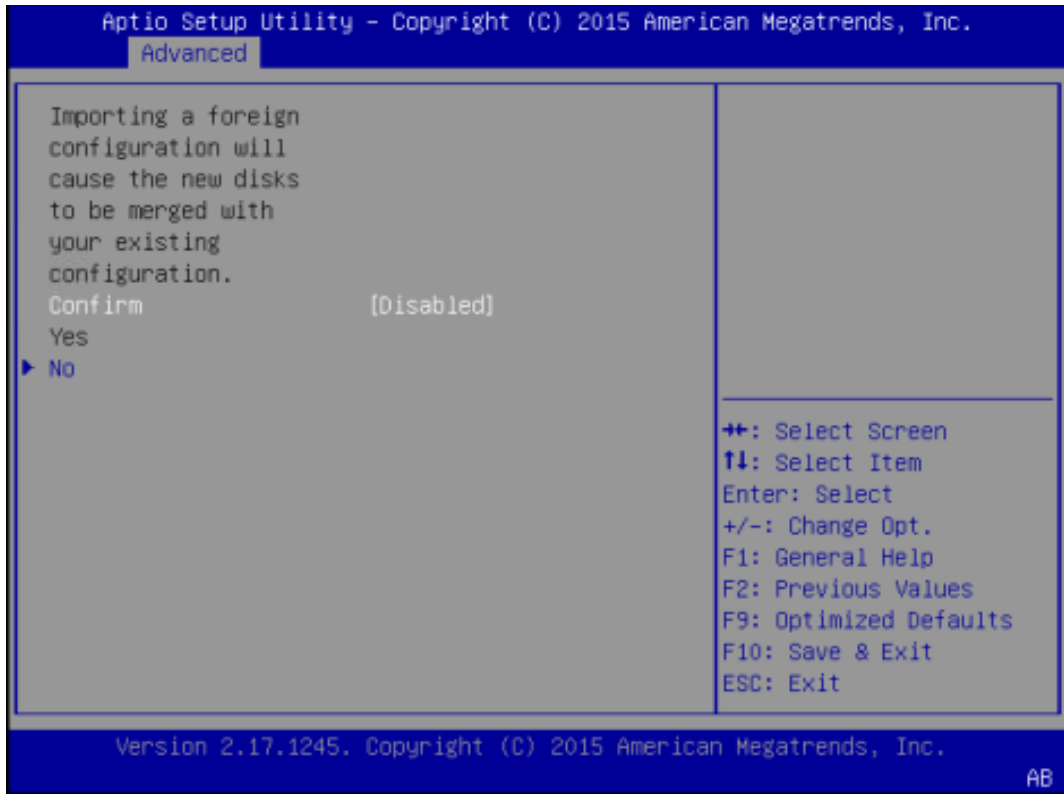 Aptio Setup Utility – Copyright (C) 2015 American Megatrends, Inc.
Advanced
Importing a foreign
configuration will
cause the new disks
to be merged with
your existing
configuration.
Confirm [Disabled]
Yes
No
→←: Select Screen
↑↓: Select Item
Enter: Select
+/-: Change Opt.
F1: General Help
F2: Previous Values
F9: Optimized Defaults
F10: Save & Exit
ESC: Exit
Version 2.17.1245. Copyright (C) 2015 American Megatrends, Inc.
AB